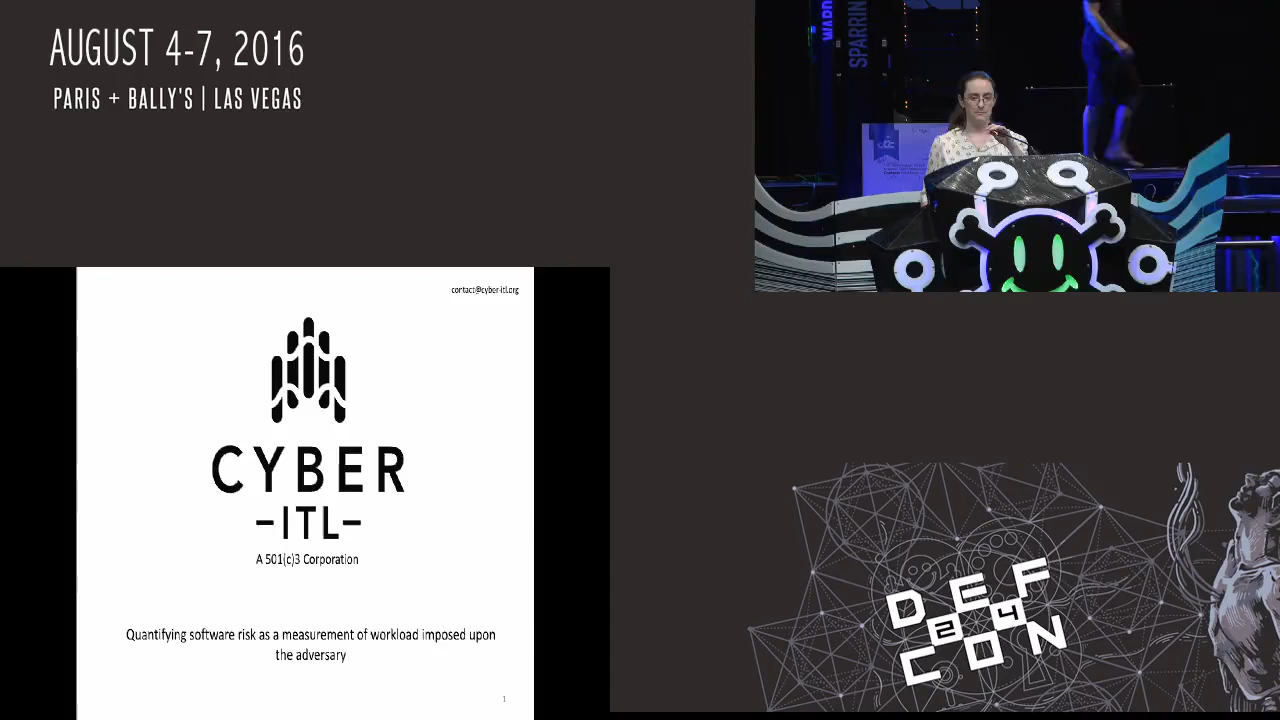 AUGUST 4-7, 2016
PARIS + BALLY'S | LAS VEGAS
SPARRING
contact@cyber-itl.org
CYBER
-ITL-
A 501(c)3 Corporation
Quantifying software risk as a measurement of workload imposed upon
the adversary
1
DEF
24
CON